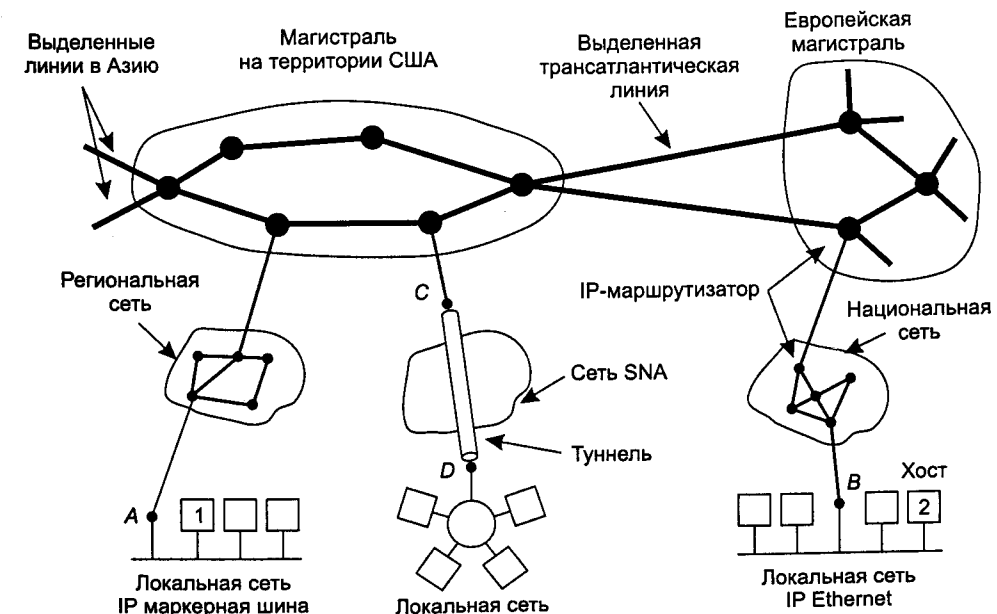 Выделенные
линии в Азию
Магистраль
на территории США
Выделенная
трансатлантическая
линия
Европейская
магистраль
Региональная
сеть
C
IP-маршрутизатор
Национальная
сеть
Сеть SNA
Туннель
D
A
1
B
Хост
2
Локальная сеть
IP маркерная шина
Локальная сеть
Локальная сеть
IP Ethernet